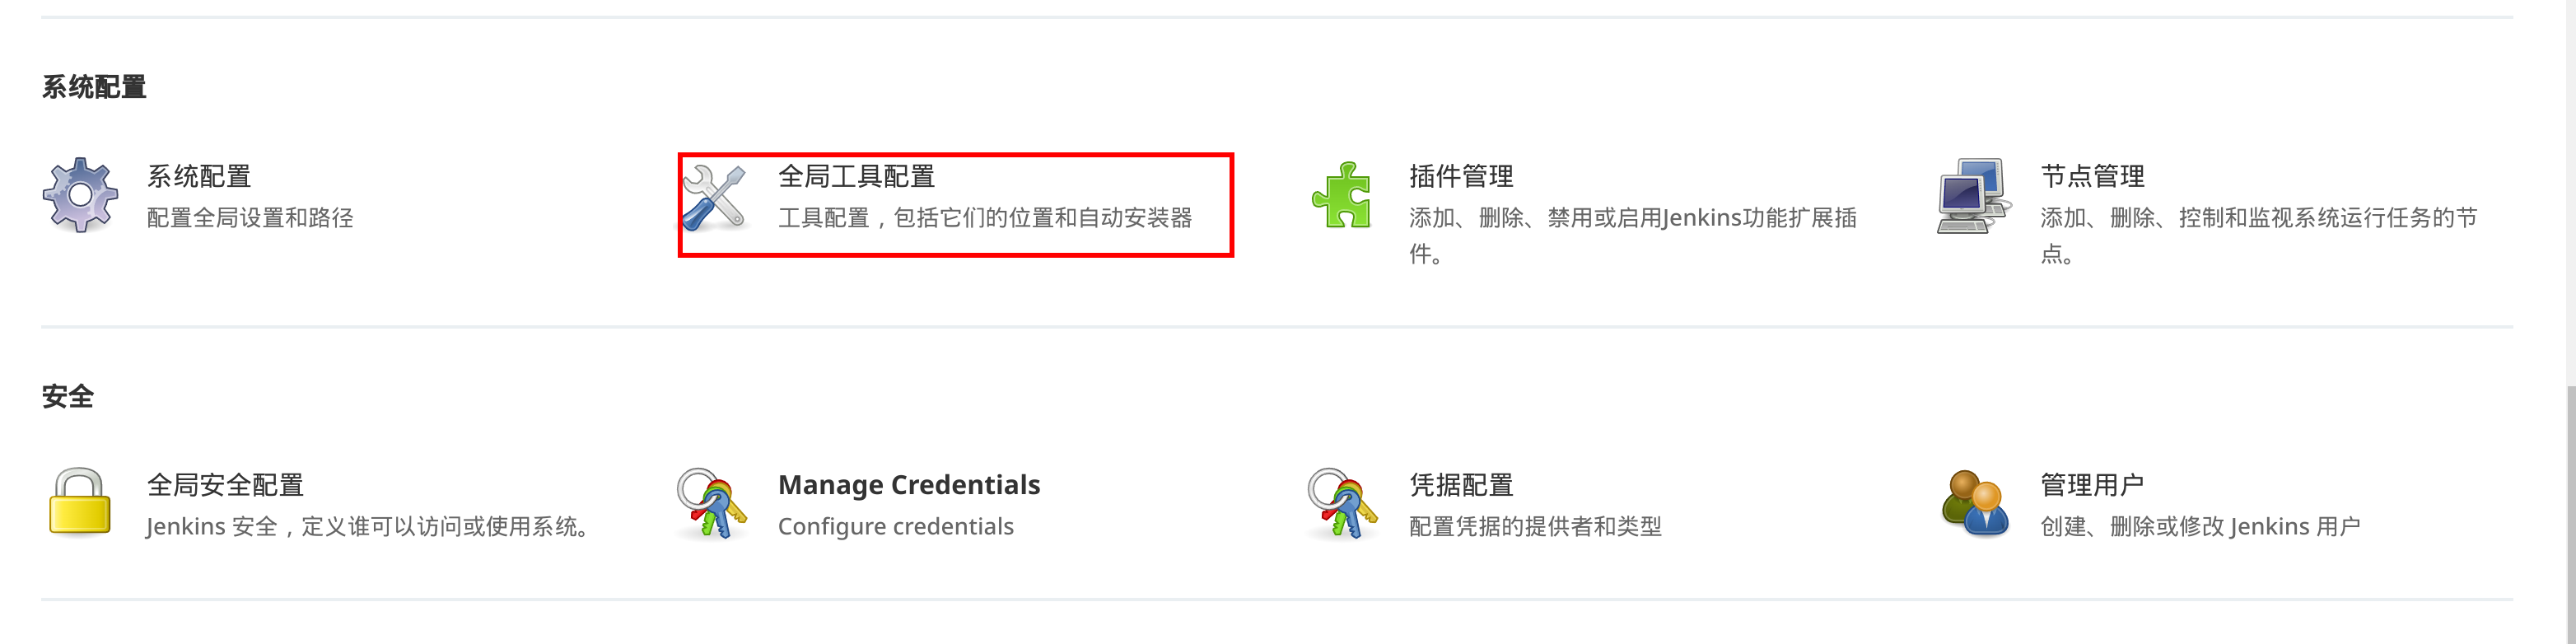 系统配置
系统配置
配置全局设置和路径
全局工具配置
工具配置，包括它们的位置和自动安装器
插件管理
添加、删除、禁用或启用Jenkins功能扩展插
件。
节点管理
添加、删除、控制和监视系统运行任务的节
点。
安全
全局安全配置
Jenkins 安全，定义谁可以访问或使用系统。
Manage Credentials
Configure credentials
凭据配置
配置凭据的提供者和类型
管理用户
创建、删除或修改 Jenkins 用户